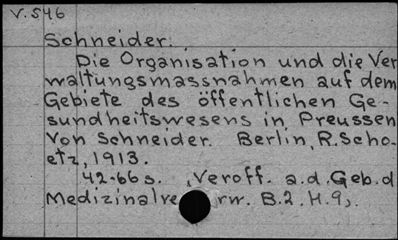 V.546
Schneider.
Die Organisation und die Ver
waltungsmassnahmen auf dem
Gebiete des öffentlichen Ge-
sundheitswesens in Preussen
Von Schneider. Berlin, R. Scho-
etz, 1913.
42-66 s. (Veroff. a.d. Geb. d
Medizinalve rw. B.2. H.9).